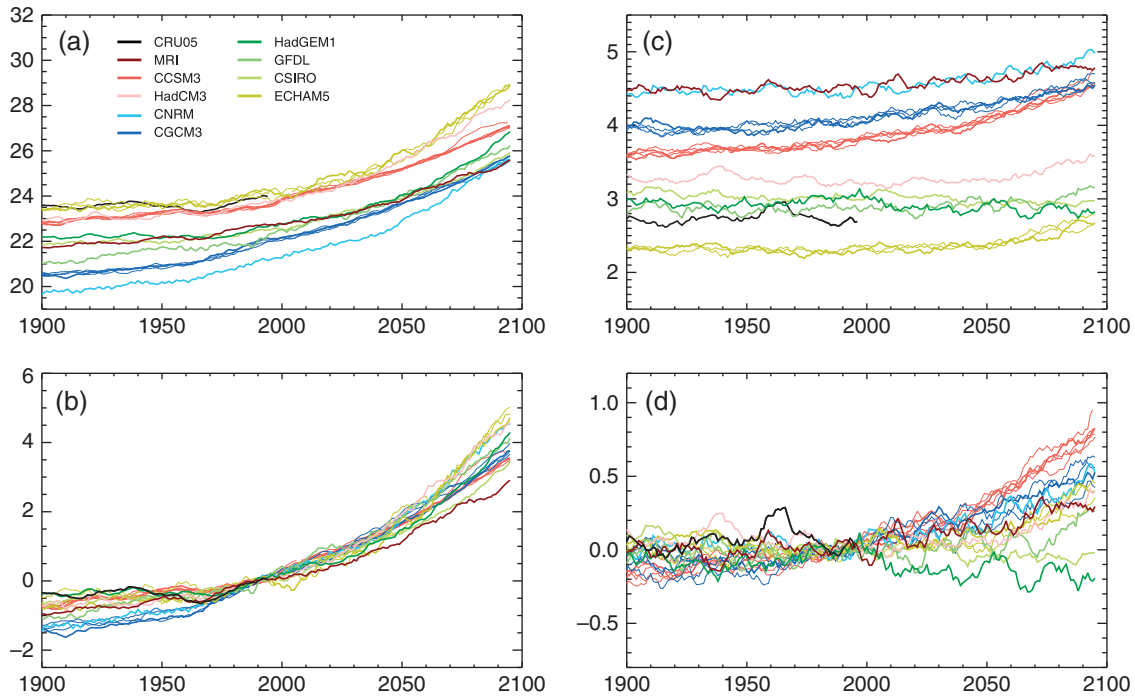 (a)
32
30
28
26
24
22
20
1900
1950
2000
2050
2100
CRU05
MRI
CCSM3
HadCM3
CNRM
CGCM3
HadGEM1
GFDL
CSIRO
ECHAM5
(c)
5
4
3
2
1900
1950
2000
2050
2100
(b)
6
4
2
0
−2
1900
1950
2000
2050
2100
(d)
1.0
0.5
0.0
−0.5
1900
1950
2000
2050
2100